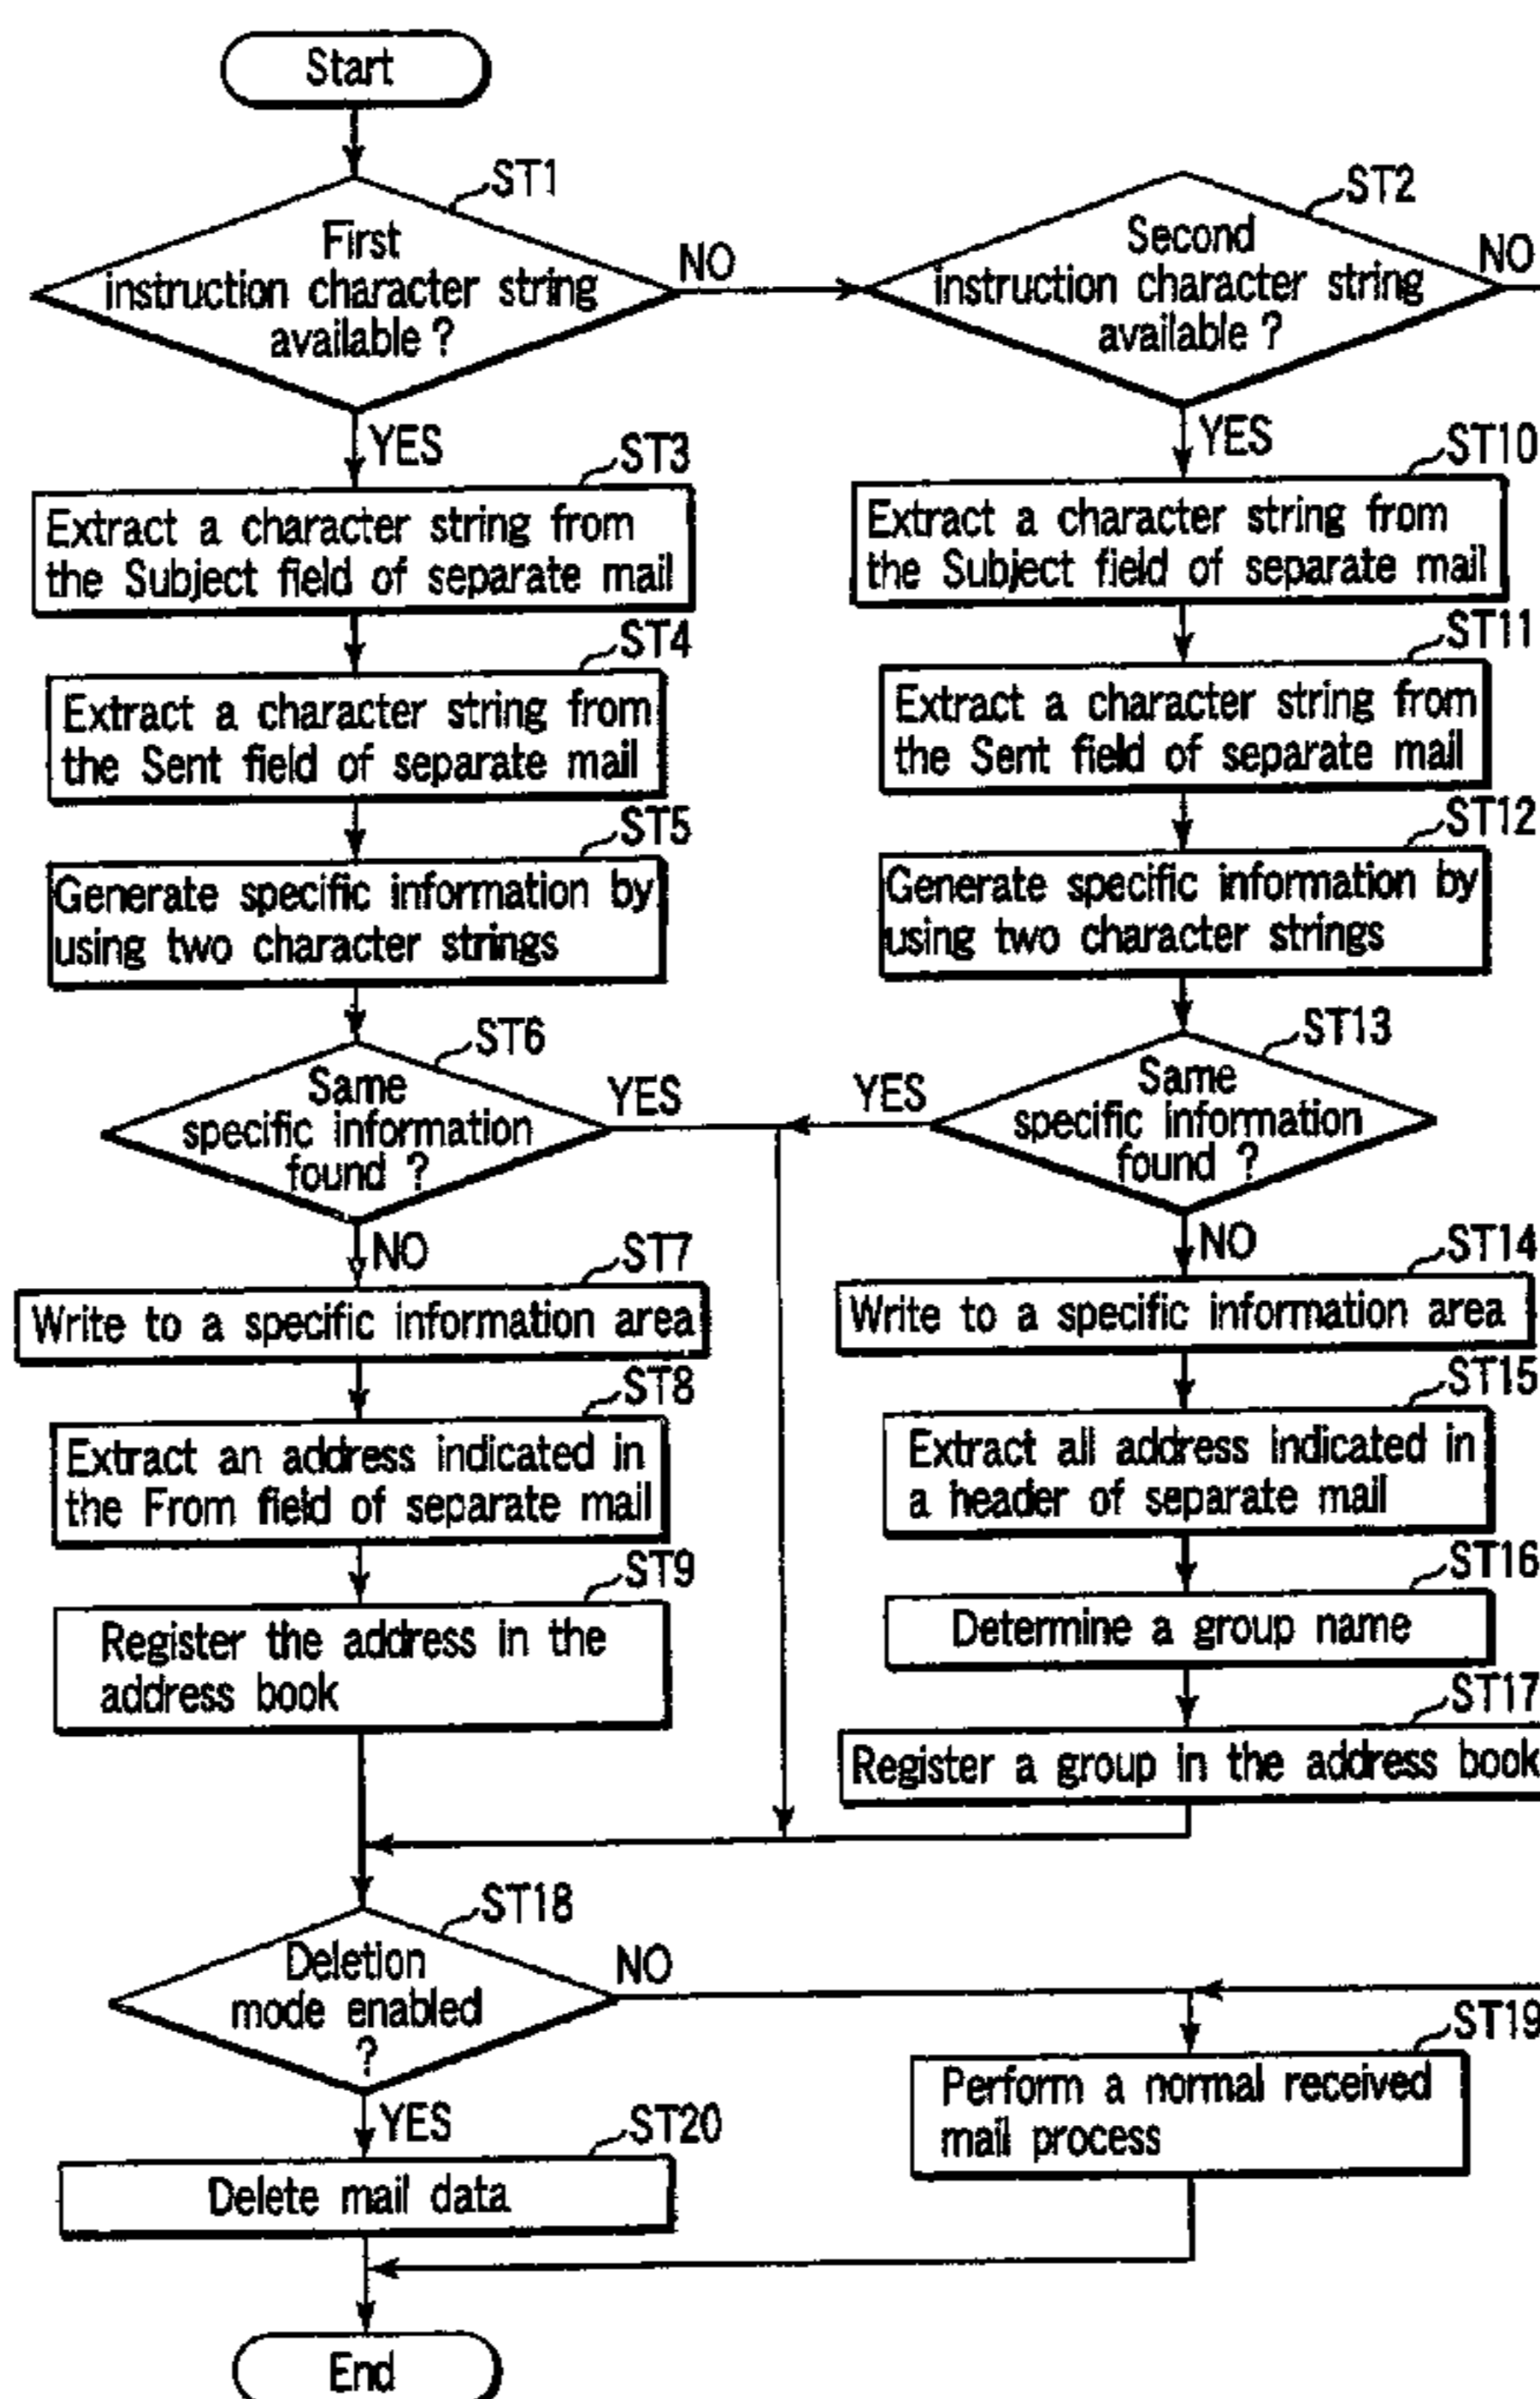 Start
ST1
First
instruction character string
available ?
NO
ST2
Second
instruction character string
available ?
NO
YES
ST3
Extract a character string from
the Subject field of separate mail
ST4
Extract a character string from
the Sent field of separate mail
ST5
Generate specific information by
using two character strings
ST6
Same
specific information
found ?
YES
NO
ST7
Write to a specific information area
ST8
Extract an address indicated in
the From field of separate mail
ST9
Register the address in the
address book
YES
ST10
Extract a character string from
the Subject field of separate mail
ST11
Extract a character string from
the Sent field of separate mail
ST12
Generate specific information by
using two character strings
ST13
Same
specific information
found ?
YES
NO
ST14
Write to a specific information area
ST15
Extract all address indicated in
a header of separate mail
ST16
Determine a group name
ST17
Register a group in the address book
ST18
Deletion
mode enabled
?
NO
ST19
Perform a normal received
mail process
YES
ST20
Delete mail data
End